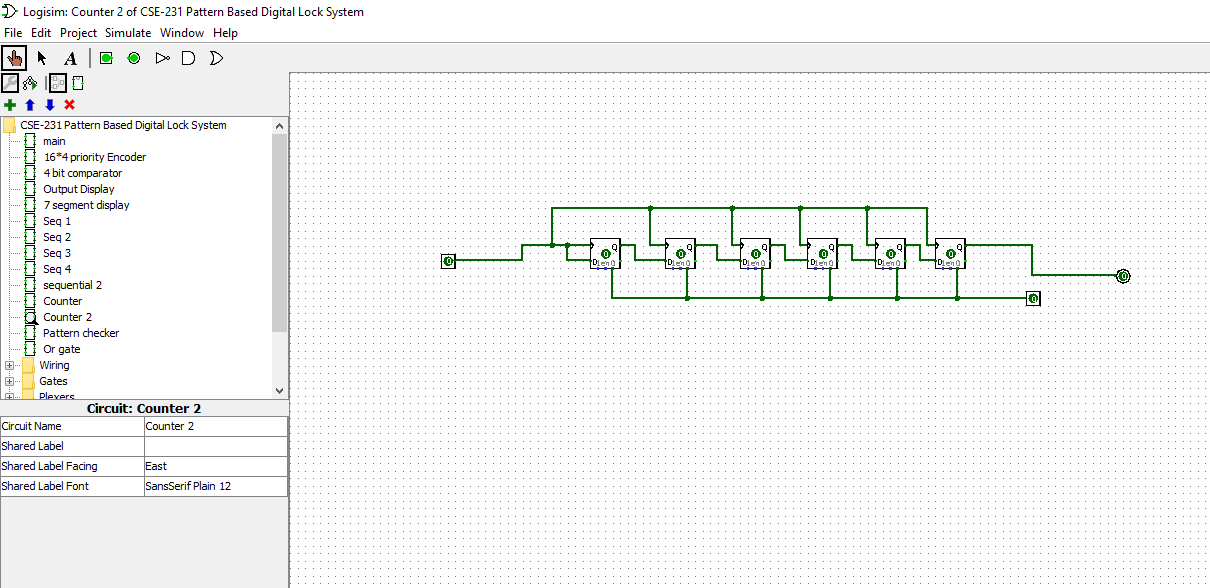 Logisim: Counter 2 of CSE-231 Pattern Based Digital Lock System
File Edit Project Simulate Window Help
A
CSE-231 Pattern Based Digital Lock System
main
16*4 priority Encoder
4 bit comparator
Output Display
7 segment display
Seq 1
Seq 2
Seq 3
Seq 4
sequential 2
Counter
Counter 2
Pattern checker
Or gate
Wiring
Gates
Plexers
Circuit: Counter 2
Circuit Name Counter 2
Shared Label
Shared Label Facing East
Shared Label Font SansSerif Plain 12
Q Q Q Q Q Q
0 0 0 0 0 0 0
D D D D D D
0
0